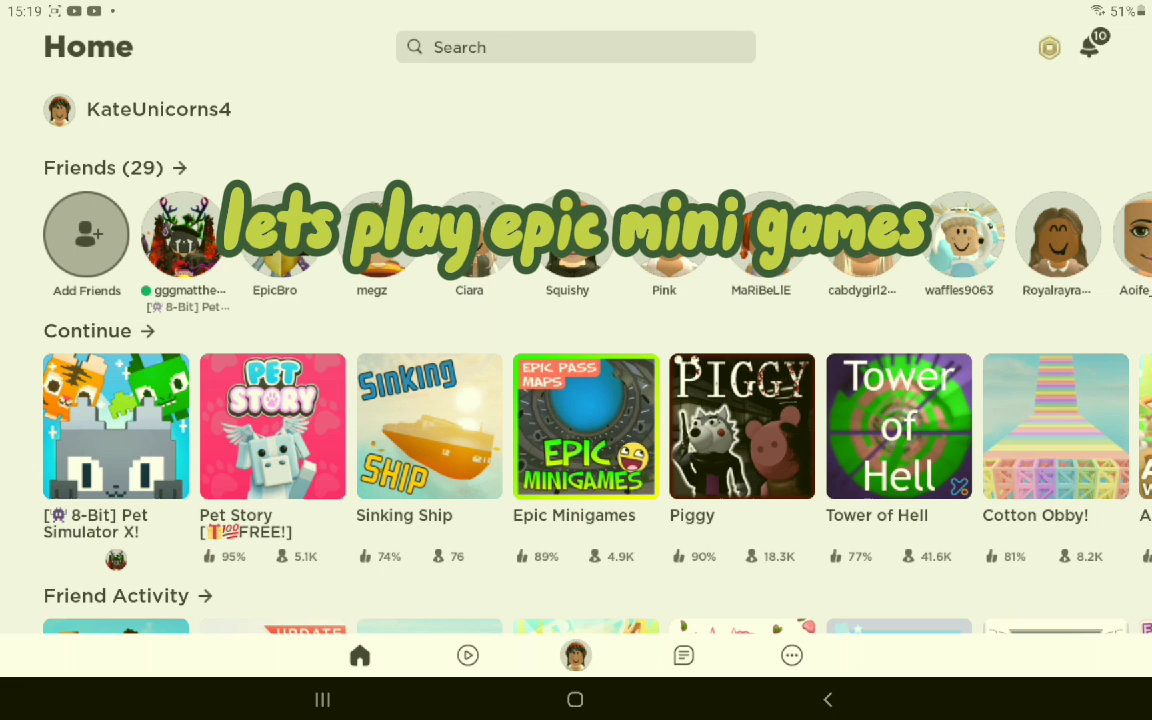 15:19
51%
Home
Search
10
KateUnicorns4
Friends (29) →
lets play epic mini games
Add Friends
gggmatthe...
EpicBro
megz
Ciara
Squishy
Pink
MaRiBeLlE
cabdygirl2...
waffles9063
Royalrayra...
Aoife_
[👾 8-Bit] Pet...
Continue →
PET STORY
SINKING SHIP
EPIC PASS MAPS
EPIC MINIGAMES
PIGGY
Tower of Hell
[👾 8-Bit] Pet Simulator X!
Pet Story [🎁💯FREE!]
Sinking Ship
Epic Minigames
Piggy
Tower of Hell
Cotton Obby!
95% 5.1K
74% 76
89% 4.9K
90% 18.3K
77% 41.6K
81% 8.2K
Friend Activity →
UPDATE